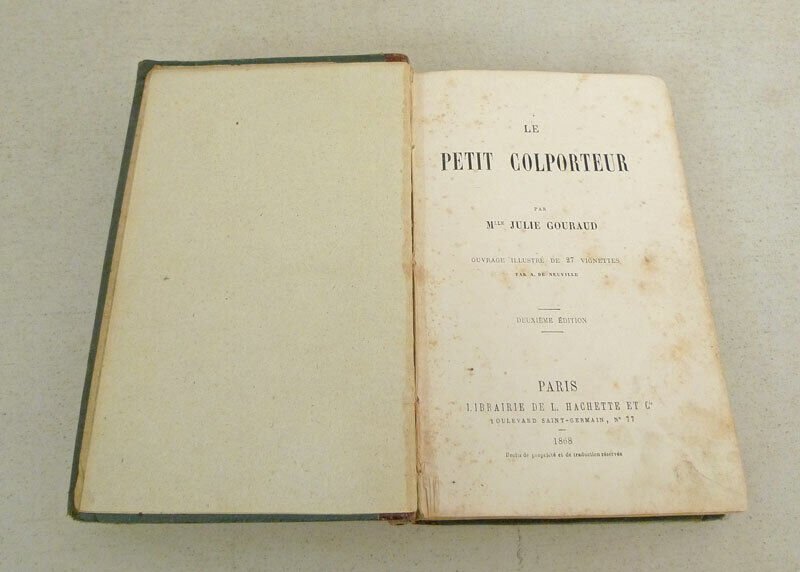 LE
PETIT COLPORTEUR
PAR
MLLE JULIE GOURAUD
OUVRAGE ILLUSTRÉ DE 27 VIGNETTES
PAR A. DE NEUVILLE
DEUXIÈME ÉDITION
PARIS
LIBRAIRIE DE L. HACHETTE ET Cie
BOULEVARD SAINT-GERMAIN, No 77
1868
Droits de propriété et de traduction réservés